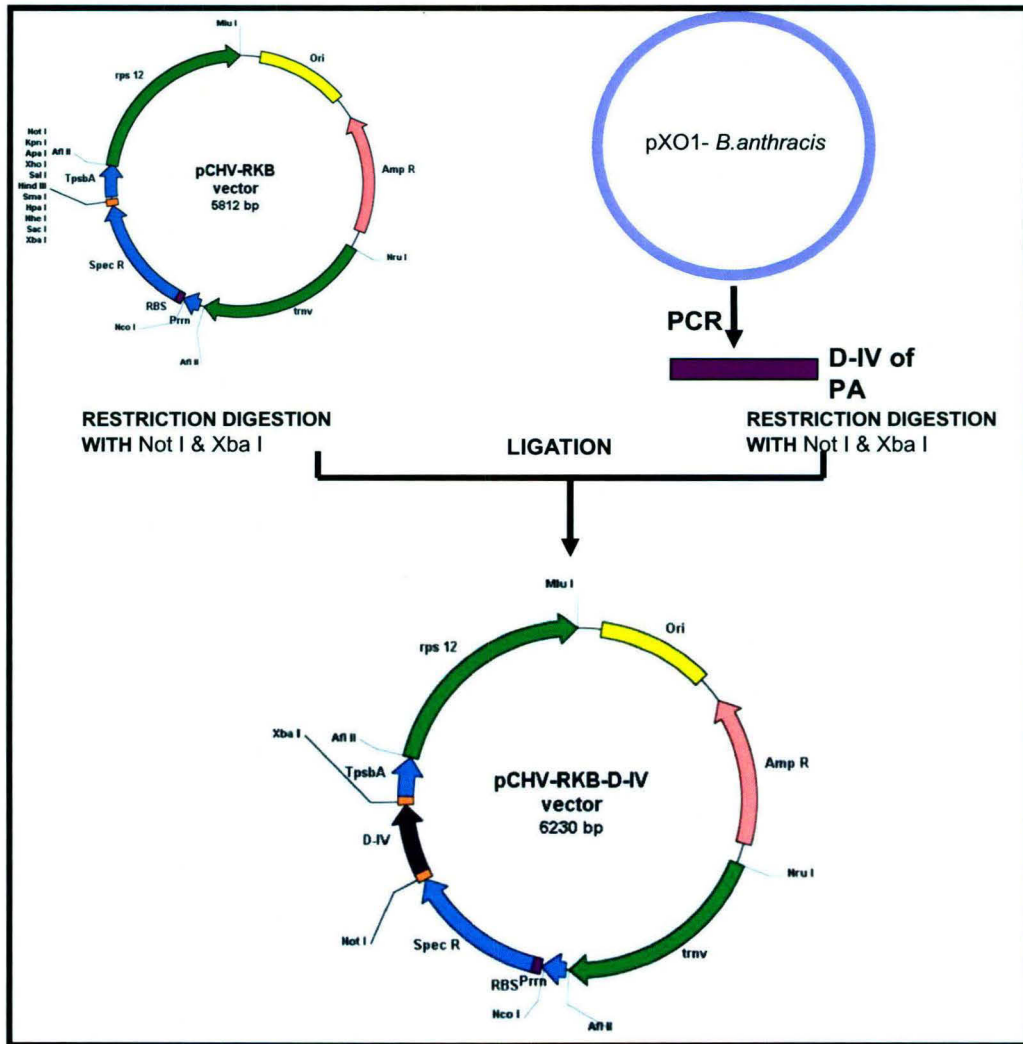 Mlu I
Ori
rps 12
Not I
Kpn I
Apa I
Xho I
Sal I
Hind III
Sma I
Hpa I
Nhe I
Sac I
Xba I
Afl II
TpsbA
pCHV-RKB
vector
5812 bp
Amp R
Nru I
Spec R
RBS
Prrn
Nco I
Afl II
trnv
pXO1- B.anthracis
PCR
D-IV of
PA
RESTRICTION DIGESTION
WITH Not I & Xba I
LIGATION
RESTRICTION DIGESTION
WITH Not I & Xba I
Mlu I
Ori
rps 12
Xba I
Afl II
TpsbA
Amp R
pCHV-RKB-D-IV
vector
6230 bp
D-IV
Nru I
Not I
Spec R
trnv
RBS
Prrn
Nco I
Afl II